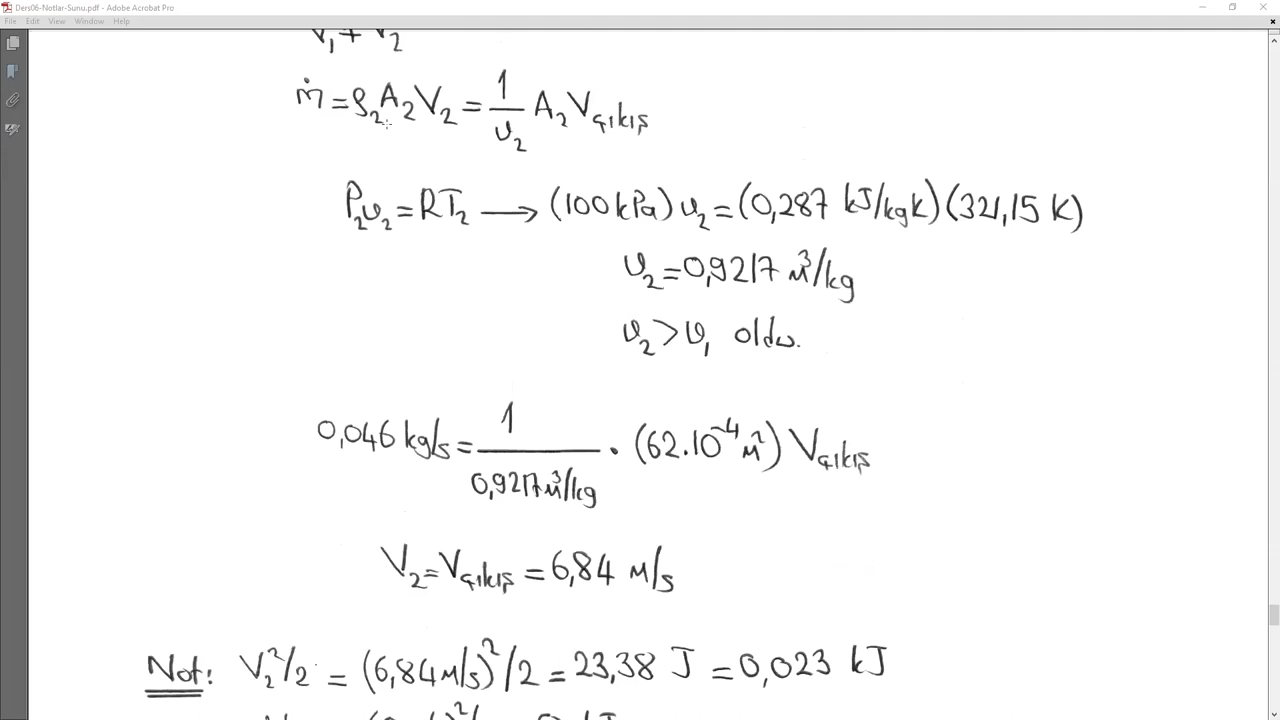 Ders06-Notlar-Sunu.pdf - Adobe Acrobat Pro
File Edit View Window Help
ṁ = ρ₂A₂V₂ = 1/υ₂ A₂Vçıkış
P₂υ₂ = RT₂ → (100 kPa) υ₂ = (0,287 kJ/kgK)(321,15 K)
υ₂ = 0,9217 m³/kg
υ₂ > υ₁ oldu.
0,046 kg/s = 1/0,9217 m³/kg . (62.10⁻⁴ m²) Vçıkış
V₂ = Vçıkış = 6,84 m/s
Not: V₂²/2 = (6,84 m/s)²/2 = 23,38 J = 0,023 kJ